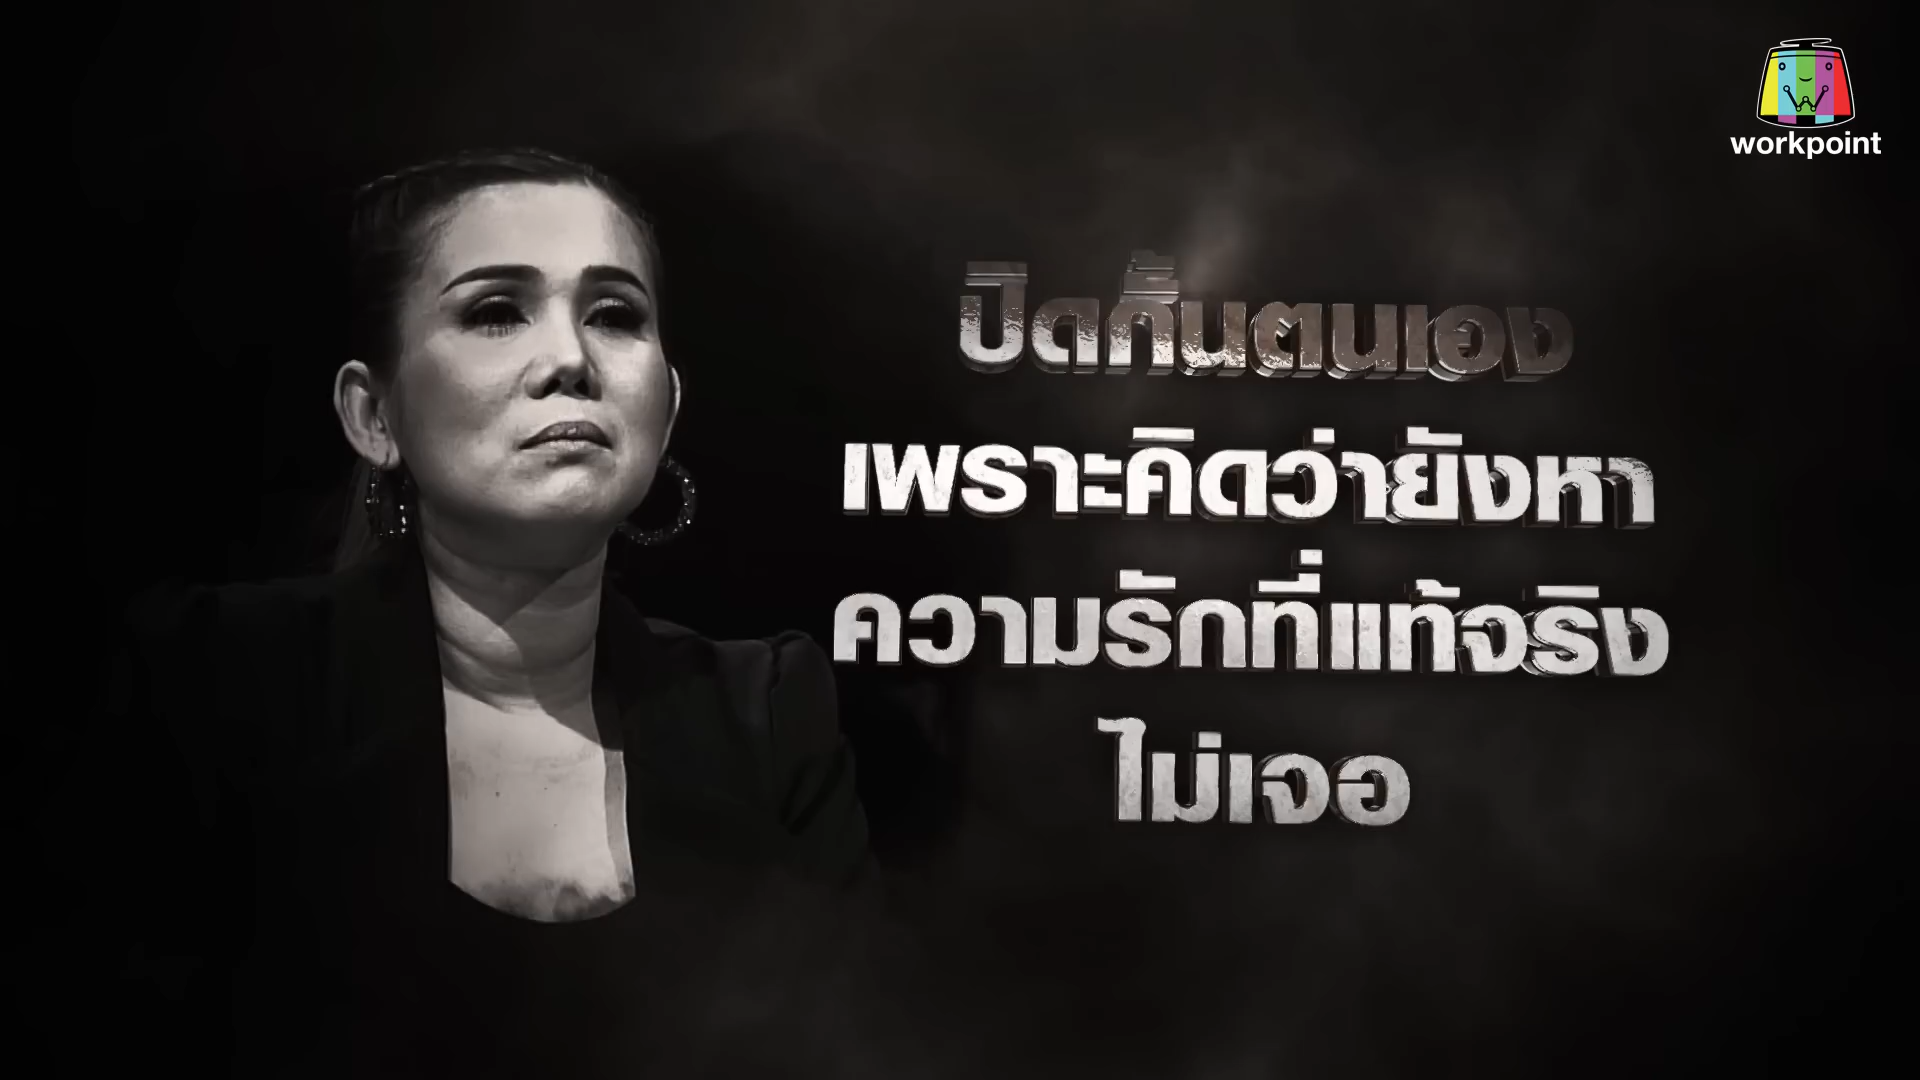 workpoint
ปิดกั้นตนเอง
เพราะคิดว่ายังหา
ความรักที่แท้จริง
ไม่เจอ